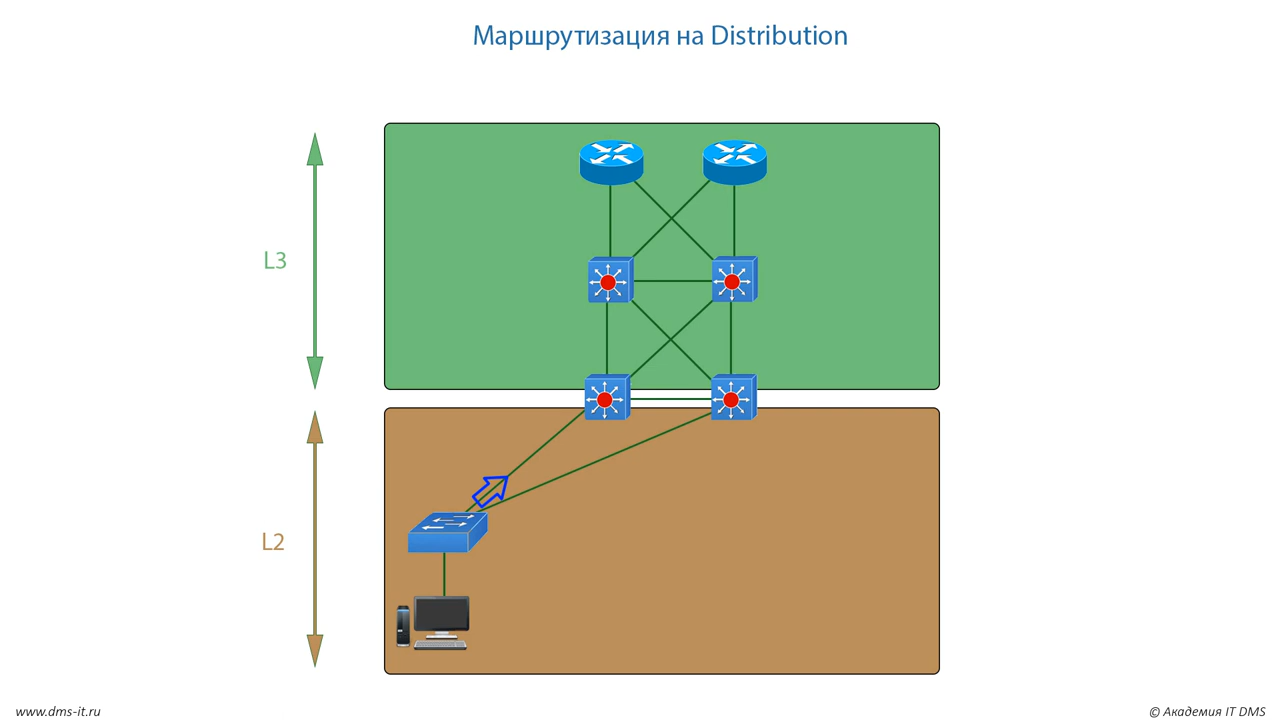 Маршрутизация на Distribution
L3
L2
www.dms-it.ru
© Академия IT DMS